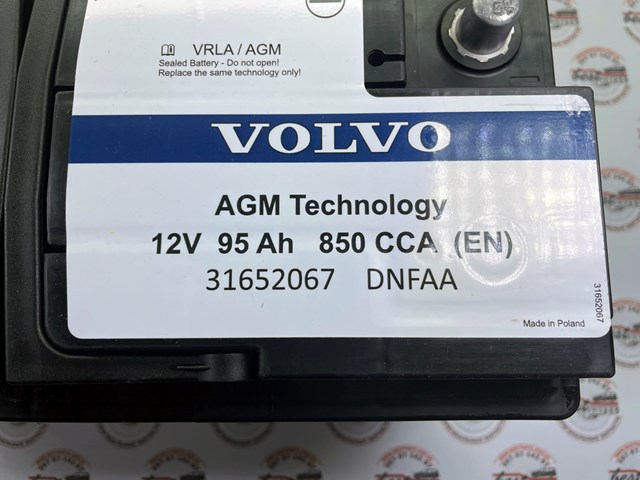 VRLA / AGM
Sealed Battery - Do not open!
Replace the same technology only!
VOLVO
AGM Technology
12V 95 Ah 850 CCA (EN)
31652067 DNFAA
31652067
Made in Poland